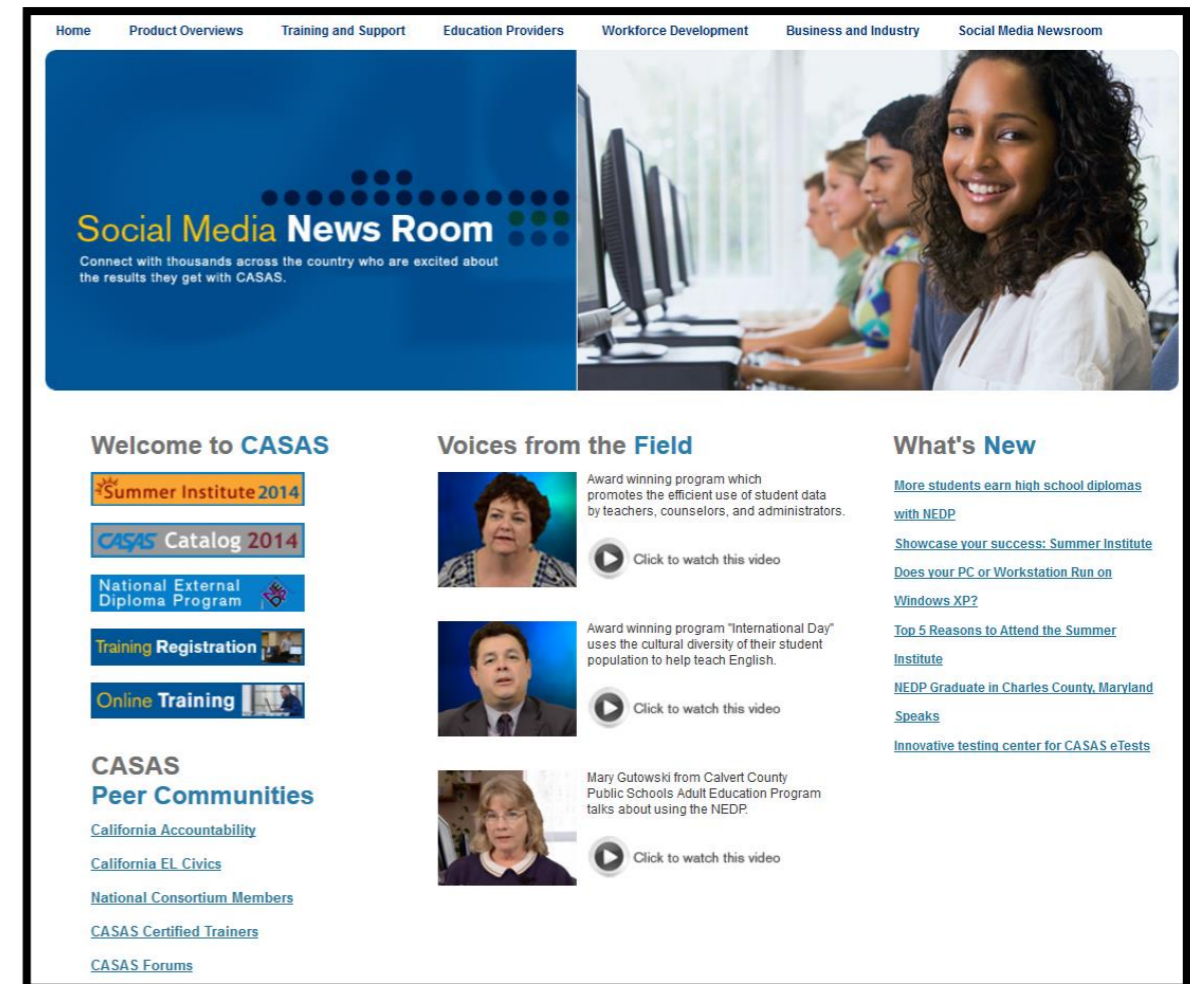 Home Product Overviews Training and Support Education Providers Workforce Development Business and Industry Social Media Newsroom
Social Media News Room
Connect with thousands across the country who are excited about
the results they get with CASAS.
Welcome to CASAS
Summer Institute 2014
CASAS Catalog 2014
National External
Diploma Program
Training Registration
Online Training
CASAS
Peer Communities
California Accountability
California EL Civics
National Consortium Members
CASAS Certified Trainers
CASAS Forums
Voices from the Field
Award winning program which
promotes the efficient use of student data
by teachers, counselors, and administrators.
Click to watch this video
Award winning program "International Day"
uses the cultural diversity of their student
population to help teach English.
Click to watch this video
Mary Gutowski from Calvert County
Public Schools Adult Education Program
talks about using the NEDP.
Click to watch this video
What's New
More students earn high school diplomas
with NEDP
Showcase your success: Summer Institute
Does your PC or Workstation Run on
Windows XP?
Top 5 Reasons to Attend the Summer
Institute
NEDP Graduate in Charles County, Maryland
Speaks
Innovative testing center for CASAS eTests